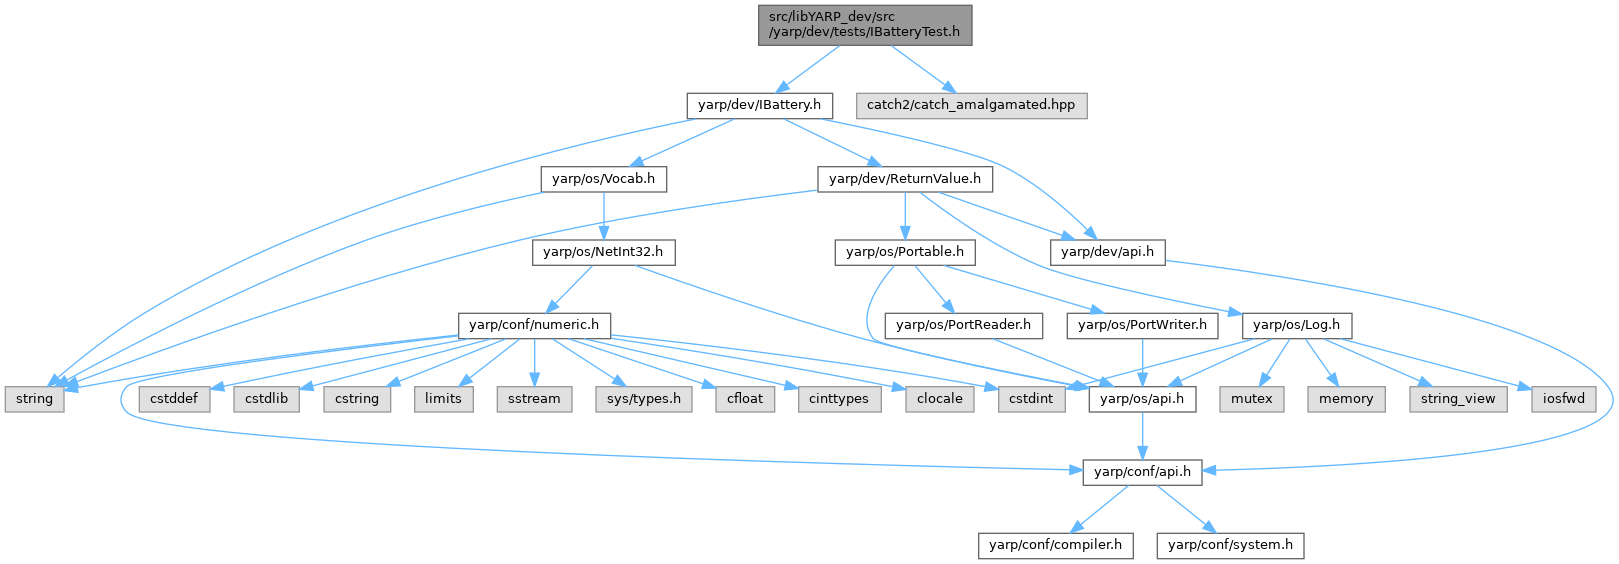 src/libYARP_dev/src
/yarp/dev/tests/IBatteryTest.h
yarp/dev/IBattery.h
catch2/catch_amalgamated.hpp
yarp/os/Vocab.h
yarp/dev/ReturnValue.h
yarp/os/NetInt32.h
yarp/os/Portable.h
yarp/dev/api.h
yarp/conf/numeric.h
yarp/os/PortReader.h
yarp/os/PortWriter.h
yarp/os/Log.h
string
cstddef
cstdlib
cstring
limits
sstream
sys/types.h
cfloat
cinttypes
clocale
cstdint
yarp/os/api.h
mutex
memory
string_view
iosfwd
yarp/conf/api.h
yarp/conf/compiler.h
yarp/conf/system.h